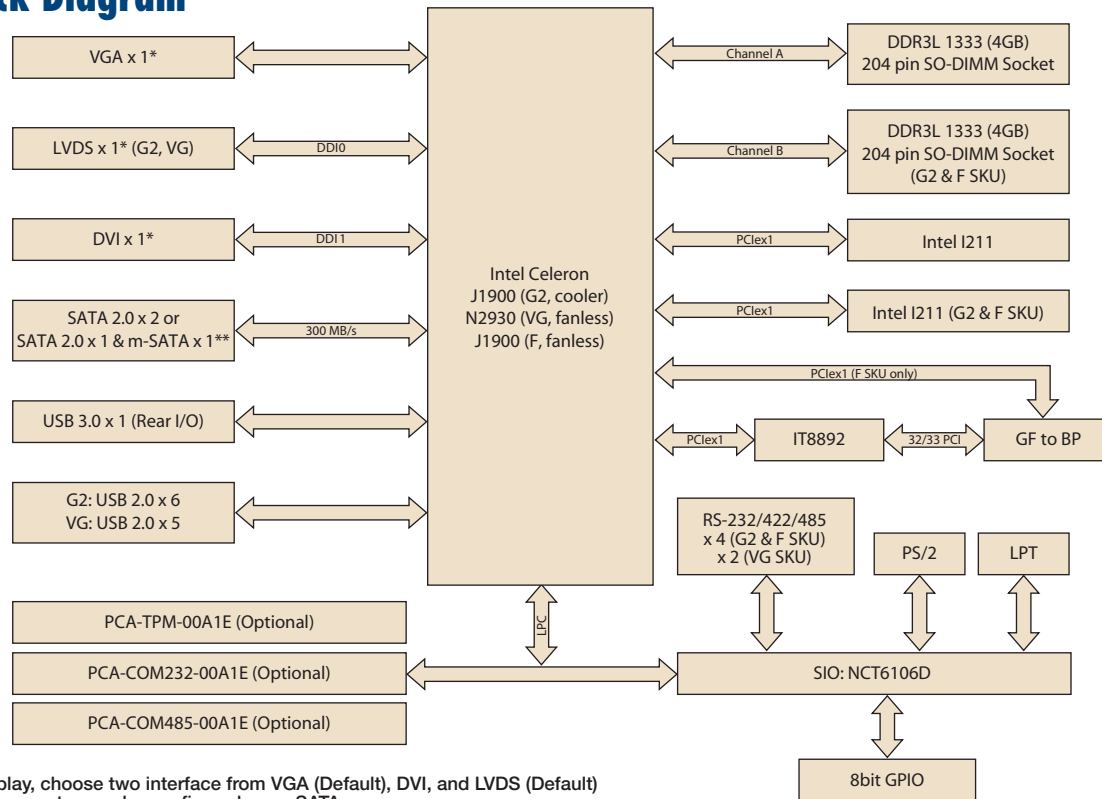 Diagram
VGA x 1*
LVDS x 1* (G2, VG)
DDI0
DVI x 1*
DDI 1
SATA 2.0 x 2 or
SATA 2.0 x 1 & m-SATA x 1**
300 MB/s
USB 3.0 x 1 (Rear I/O)
G2: USB 2.0 x 6
VG: USB 2.0 x 5
Intel Celeron
J1900 (G2, cooler)
N2930 (VG, fanless)
J1900 (F, fanless)
Channel A
DDR3L 1333 (4GB)
204 pin SO-DIMM Socket
Channel B
DDR3L 1333 (4GB)
204 pin SO-DIMM Socket
(G2 & F SKU)
PCIex1
Intel I211
PCIex1
Intel I211 (G2 & F SKU)
PCIex1 (F SKU only)
PCIex1
IT8892
32/33 PCI
GF to BP
RS-232/422/485
x 4 (G2 & F SKU)
x 2 (VG SKU)
PS/2
LPT
LPC
PCA-TPM-00A1E (Optional)
PCA-COM232-00A1E (Optional)
PCA-COM485-00A1E (Optional)
SIO: NCT6106D
8bit GPIO
play, choose two interface from VGA (Default), DVI, and LVDS (Default)